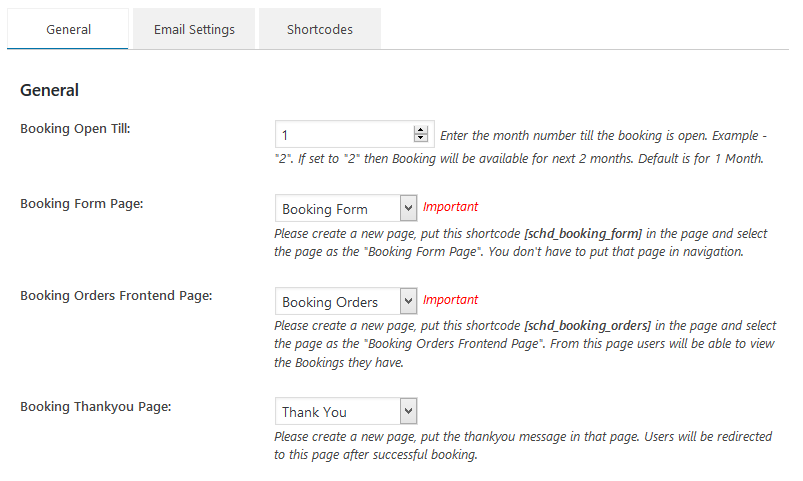 General Email Settings Shortcodes
General
Booking Open Till: 1 Enter the month number till the booking is open. Example -
"2". If set to "2" then Booking will be available for next 2 months. Default is for 1 Month.
Booking Form Page: Booking Form Important
Please create a new page, put this shortcode [schd_booking_form] in the page and select
the page as the "Booking Form Page". You don't have to put that page in navigation.
Booking Orders Frontend Page: Booking Orders Important
Please create a new page, put this shortcode [schd_booking_orders] in the page and select
the page as the "Booking Orders Frontend Page". From this page users will be able to view
the Bookings they have.
Booking Thankyou Page: Thank You
Please create a new page, put the thankyou message in that page. Users will be redirected
to this page after successful booking.